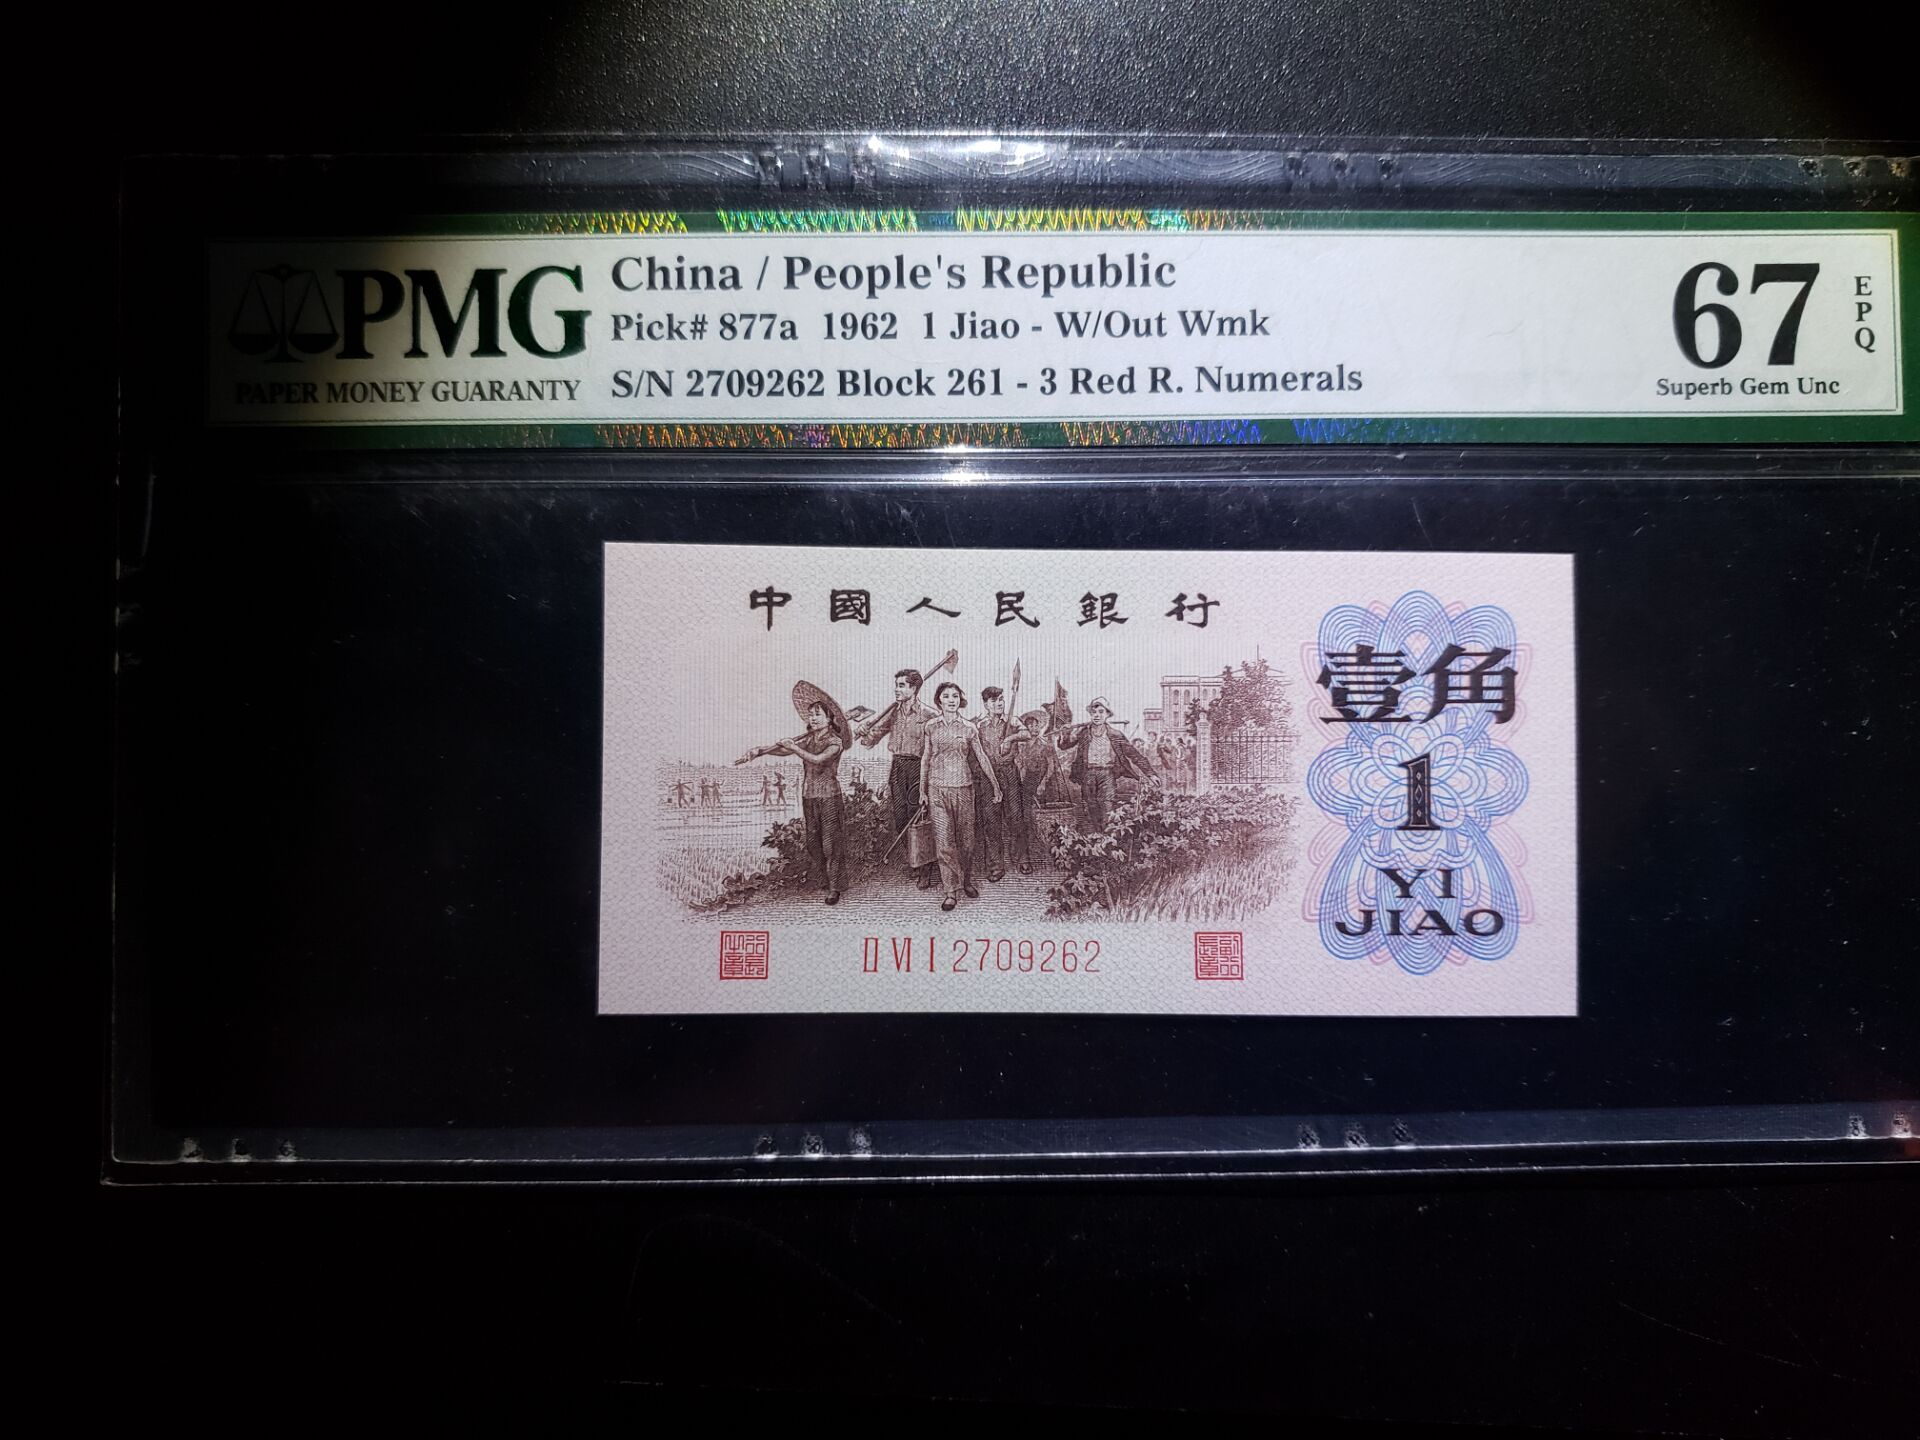 PMG
PAPER MONEY GUARANTY
China / People's Republic
Pick# 877a 1962 1 Jiao - W/Out Wmk
S/N 2709262 Block 261 - 3 Red R. Numerals
67
EPQ
Superb Gem Unc
中國人民銀行
壹角
1
YI
JIAO
II VI I 2709262